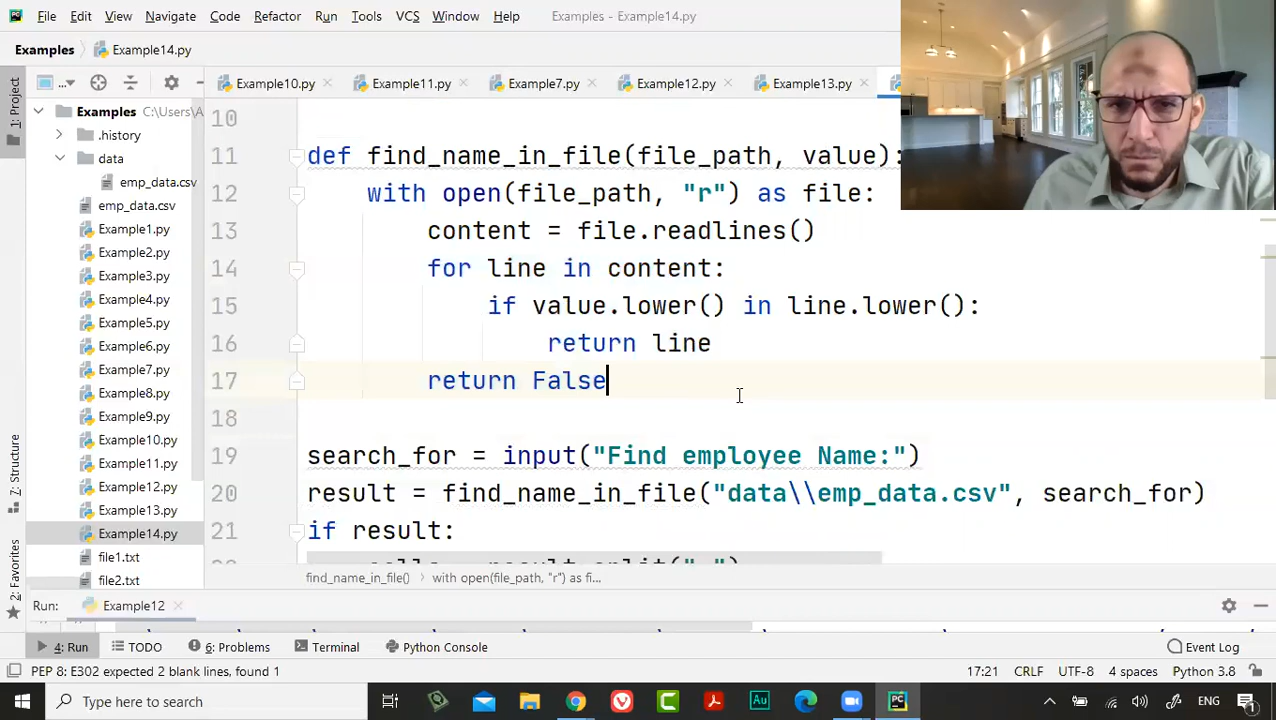 File Edit View Navigate Code Refactor Run Tools VCS Window Help Examples - Example14.py
Examples Example14.py
1: Project
Example10.py Example11.py Example7.py Example12.py Example13.py
Examples C:\Users\A
.history
data
emp_data.csv
emp_data.csv
Example1.py
Example2.py
Example3.py
Example4.py
Example5.py
Example6.py
Example7.py
Example8.py
Example9.py
Example10.py
Example11.py
Example12.py
Example13.py
Example14.py
file1.txt
file2.txt
Z: Structure
2: Favorites
10
11 def find_name_in_file(file_path, value):
12 with open(file_path, "r") as file:
13 content = file.readlines()
14 for line in content:
15 if value.lower() in line.lower():
16 return line
17 return False
18
19 search_for = input("Find employee Name:")
20 result = find_name_in_file("data\\emp_data.csv", search_for)
21 if result:
find_name_in_file() with open(file_path, "r") as fi...
Run: Example12
4: Run TODO 6: Problems Terminal Python Console Event Log
PEP 8: E302 expected 2 blank lines, found 1 17:21 CRLF UTF-8 4 spaces Python 3.8
Type here to search ENG